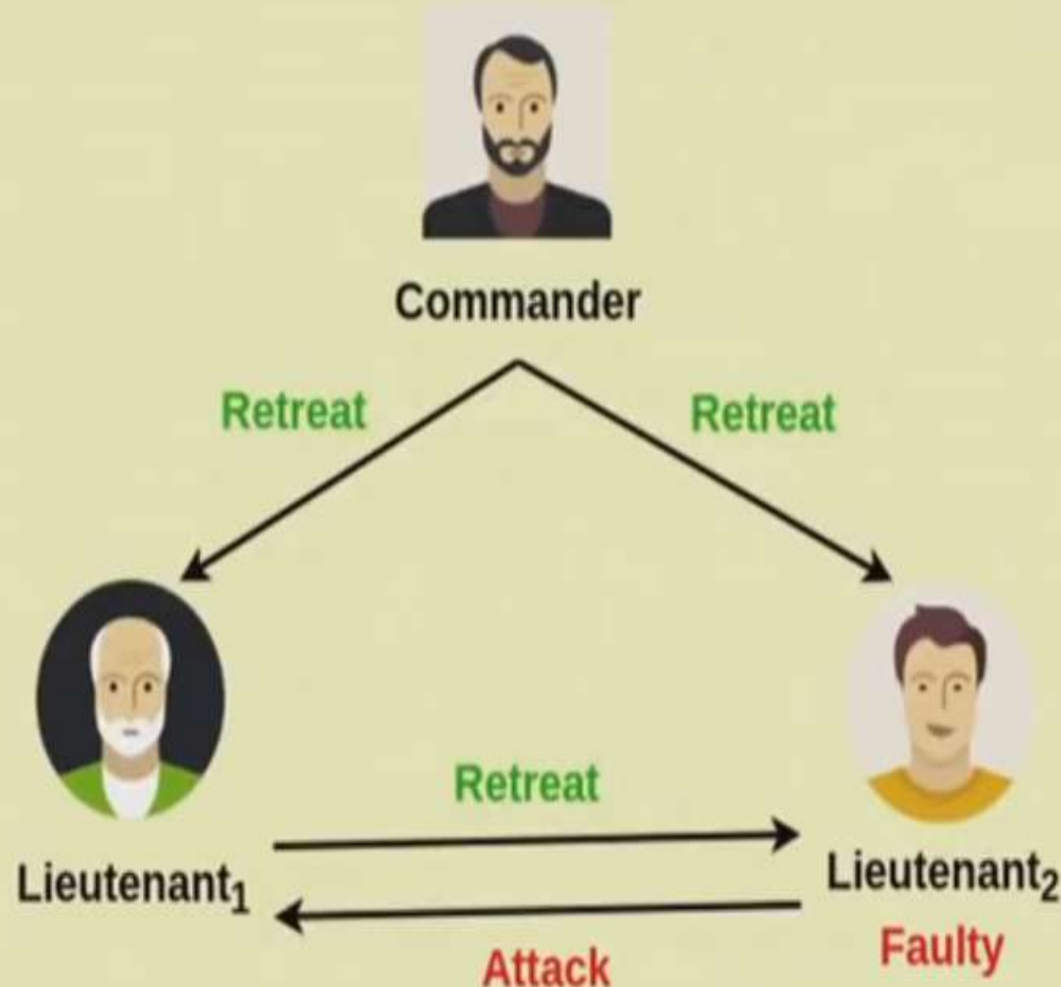 Commander
Retreat
Retreat
Retreat
Lieutenant1
Lieutenant2
Attack
Faulty